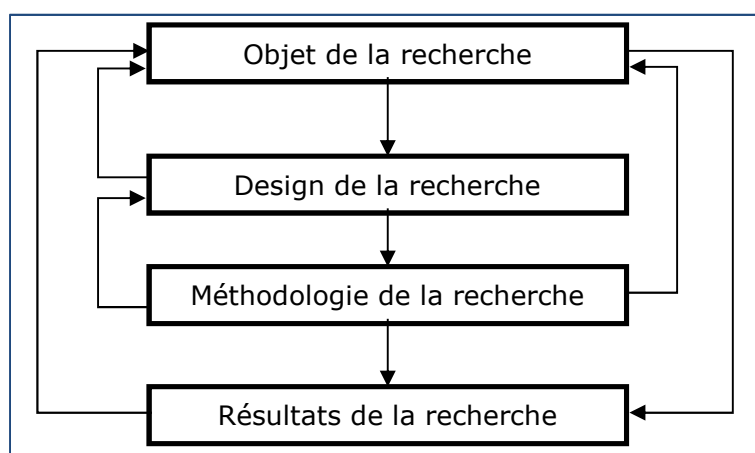 Objet de la recherche
Design de la recherche
Méthodologie de la recherche
Résultats de la recherche